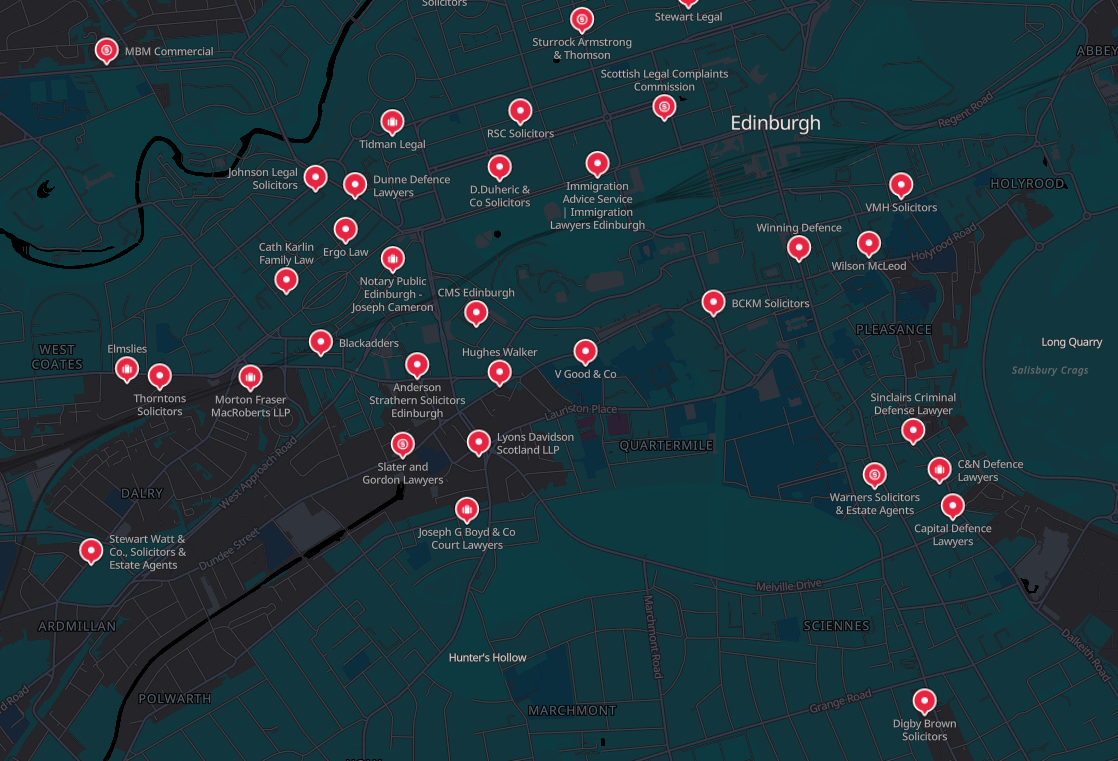 Solicitors
Stewart Legal
Sturrock Armstrong
& Thomson
MBM Commercial
ABBEY
Scottish Legal Complaints
Commission
Regent Road
Edinburgh
RSC Solicitors
Tidman Legal
Johnson Legal
Solicitors
Dunne Defence
Lawyers
D.Duheric &
Co Solicitors
Immigration
Advice Service
| Immigration
Lawyers Edinburgh
HOLYROOD
VMH Solicitors
Winning Defence
Holyrood Road
Wilson McLeod
Cath Karlin
Family Law
Ergo Law
Notary Public
Edinburgh -
Joseph Cameron
CMS Edinburgh
BCKM Solicitors
PLEASANCE
Long Quarry
Salisbury Crags
WEST
COATES
Elmslies
Blackadders
Hughes Walker
V Good & Co
Thorntons
Solicitors
Morton Fraser
MacRoberts LLP
Anderson
Strathern Solicitors
Edinburgh
Lauriston Place
Sinclairs Criminal
Defense Lawyer
QUARTERMILE
Lyons Davidson
Scotland LLP
West Approach Road
Slater and
Gordon Lawyers
C&N Defence
Lawyers
DALRY
Warners Solicitors
& Estate Agents
Capital Defence
Lawyers
Joseph G Boyd & Co
Court Lawyers
Dundee Street
Stewart Watt &
Co., Solicitors &
Estate Agents
Melville Drive
Marchmont Road
ARDMILLAN
SCIENNES
Dalkeith Road
Hunter's Hollow
POLWARTH
d Road
MARCHMONT
Grange Road
Digby Brown
Solicitors